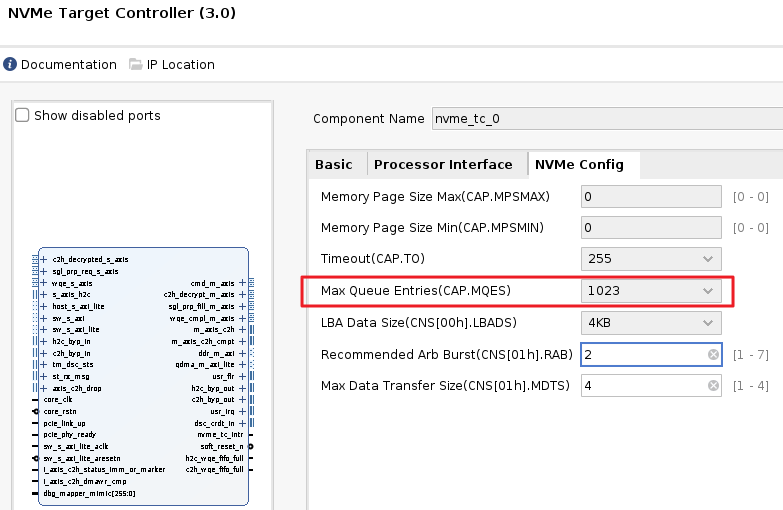 NVMe Target Controller (3.0)
Documentation IP Location
Show disabled ports
Component Name nvme_tc_0
Basic Processor Interface NVMe Config
Memory Page Size Max(CAP.MPSMAX) 0 [0 - 0]
Memory Page Size Min(CAP.MPSMIN) 0 [0 - 0]
Timeout(CAP.TO) 255
Max Queue Entries(CAP.MQES) 1023
LBA Data Size(CNS[00h].LBADS) 4KB
Recommended Arb Burst(CNS[01h].RAB) 2 [1 - 7]
Max Data Transfer Size(CNS[01h].MDTS) 4 [1 - 4]
c2h_decrypted_s_axis
sgl_prp_req_s_axis
wqe_s_axis cmd_m_axis
s_axis_h2c c2h_decrypt_m_axis
host_s_axi_lite sgl_prp_fill_m_axis
sw_s_axi wqe_cmpl_m_axis
sw_s_axi_lite m_axis_c2h
h2c_byp_in m_axis_c2h_cmpt
c2h_byp_in ddr_m_axi
tm_dsc_sts qdma_m_axi_lite
st_rx_msg usr_flr
axis_c2h_drop h2c_byp_out
core_clk c2h_byp_out
core_rstn usr_irq
pcie_link_up dsc_crdt_in
pcie_phy_ready nvme_tc_intr
sw_s_axi_lite_aclk soft_reset_n
sw_s_axi_lite_aresetn h2c_wqe_fifo_full
i_axis_c2h_status_imm_or_marker c2h_wqe_fifo_full
i_axis_c2h_dmawr_cmp
dbg_mapper_mimic[255:0]